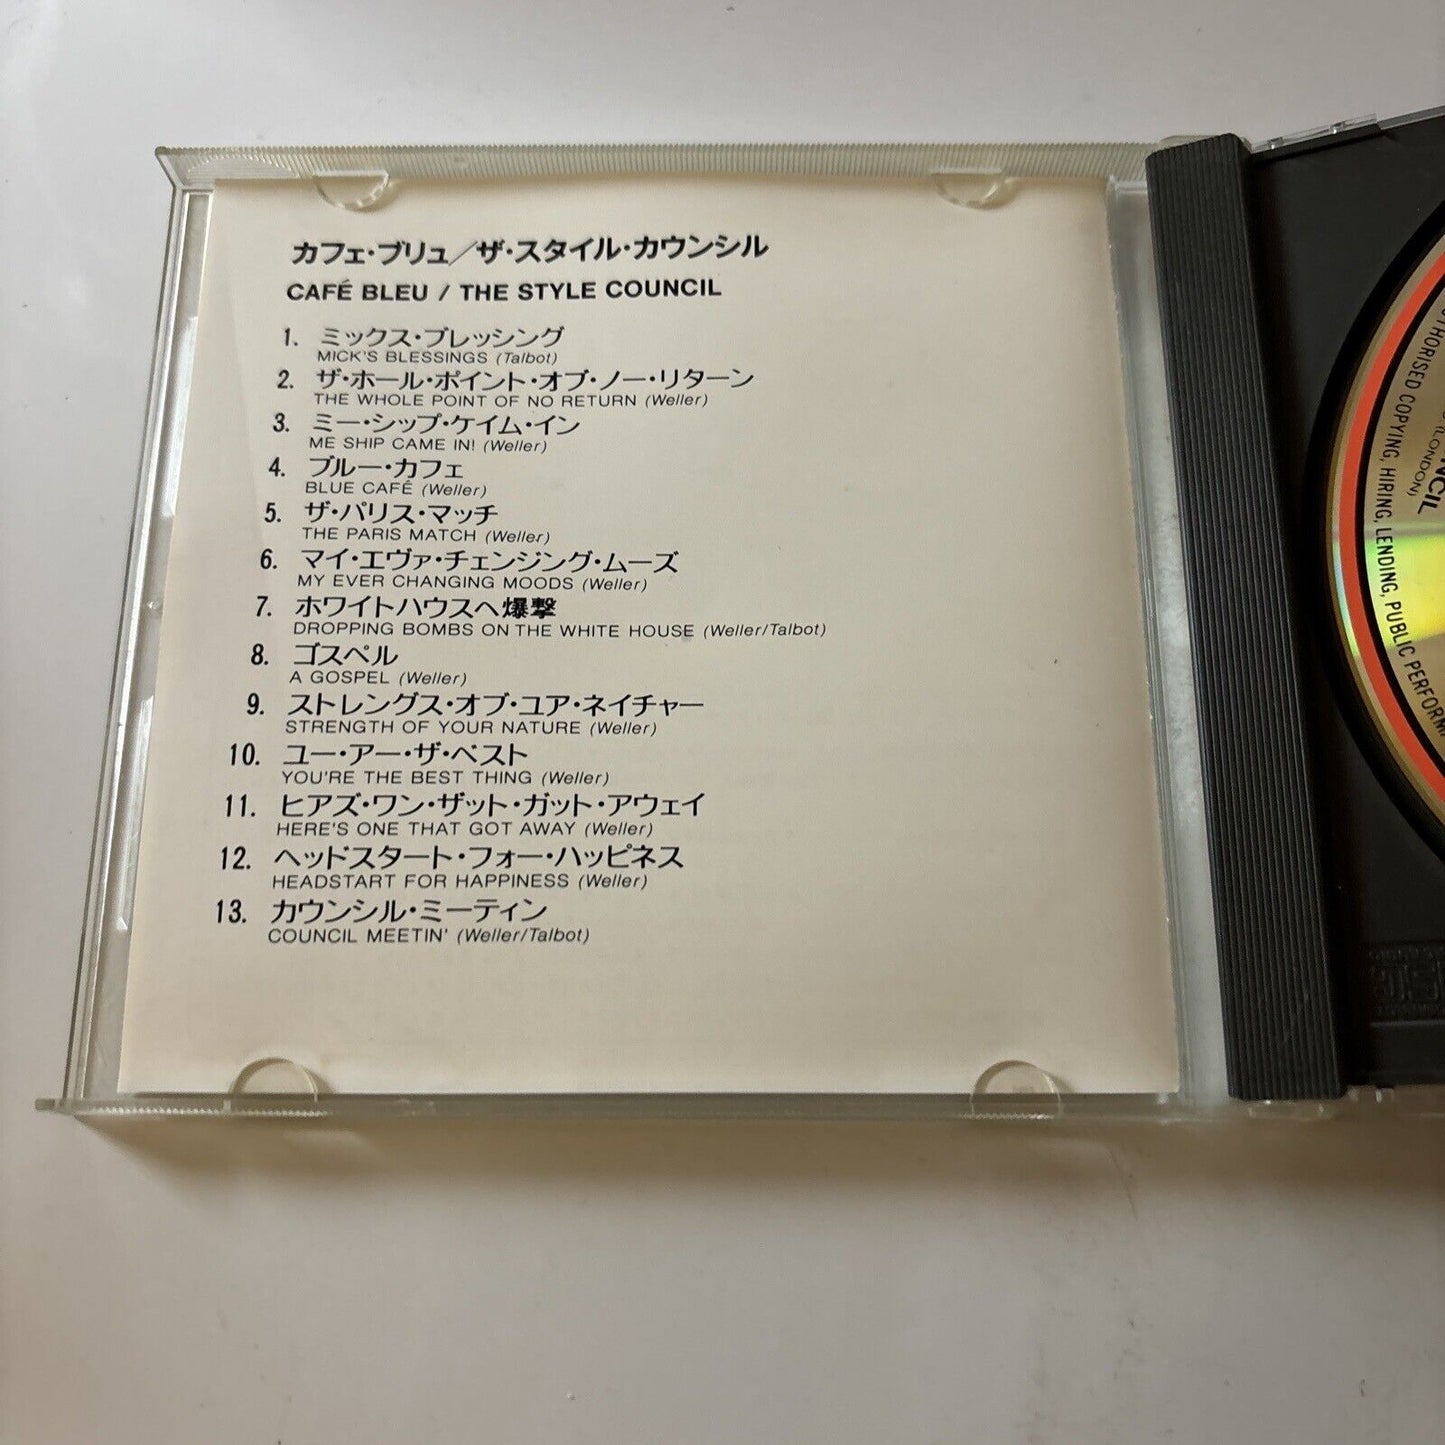 カフェ・ブリュ／ザ・スタイル・カウンシル
CAFÉ BLEU / THE STYLE COUNCIL
1. ミックス・ブレッシング
MICK'S BLESSINGS (Talbot)
2. ザ・ホール・ポイント・オブ・ノー・リターン
THE WHOLE POINT OF NO RETURN (Weller)
3. ミー・シップ・ケイム・イン
ME SHIP CAME IN! (Weller)
4. ブルー・カフェ
BLUE CAFÉ (Weller)
5. ザ・パリス・マッチ
THE PARIS MATCH (Weller)
6. マイ・エヴァ・チェンジング・ムーズ
MY EVER CHANGING MOODS (Weller)
7. ホワイトハウスへ爆撃
DROPPING BOMBS ON THE WHITE HOUSE (Weller/Talbot)
8. ゴスペル
A GOSPEL (Weller)
9. ストレングス・オブ・ユア・ネイチャー
STRENGTH OF YOUR NATURE (Weller)
10. ユー・アー・ザ・ベスト
YOU'RE THE BEST THING (Weller)
11. ヒアズ・ワン・ザット・ガット・アウェイ
HERE'S ONE THAT GOT AWAY (Weller)
12. ヘッドスタート・フォー・ハッピネス
HEADSTART FOR HAPPINESS (Weller)
13. カウンシル・ミーティン
COUNCIL MEETIN' (Weller/Talbot)
NCIL
(LONDON)
THORISED COPYING, HIRING, LENDING, PUBLIC PERFORM